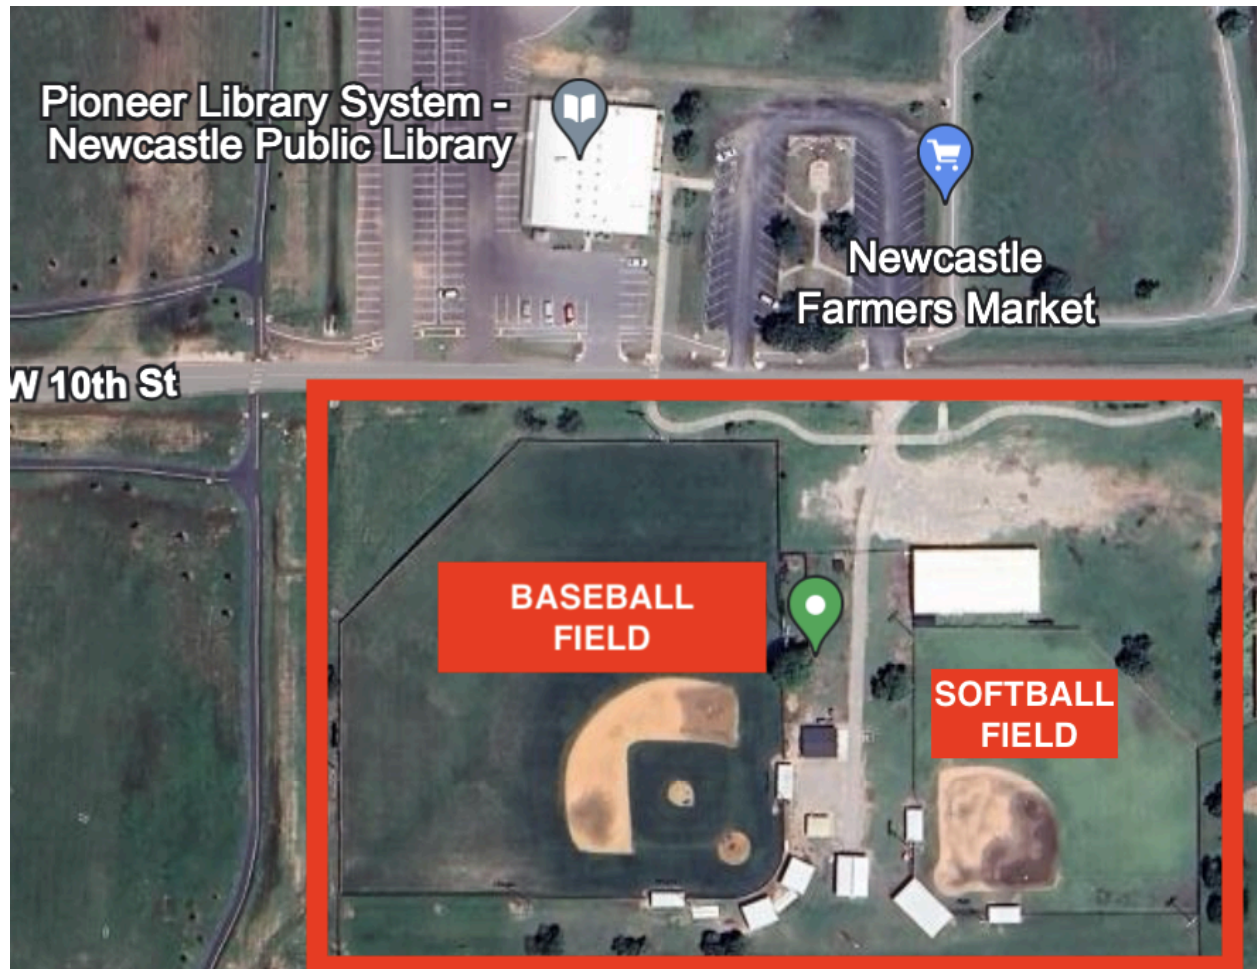 Pioneer Library System -
Newcastle Public Library
Newcastle
Farmers Market
W 10th St
BASEBALL
FIELD
SOFTBALL
FIELD